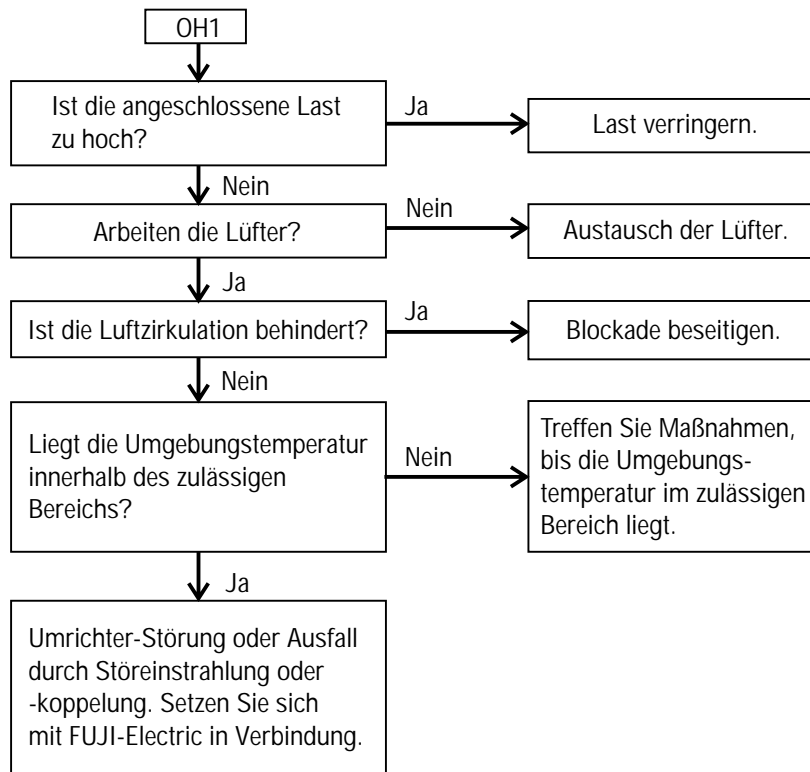 OH1
Ist die angeschlossene Last
zu hoch?
Ja
Last verringern.
Nein
Arbeiten die Lüfter?
Nein
Austausch der Lüfter.
Ja
Ist die Luftzirkulation behindert?
Ja
Blockade beseitigen.
Nein
Liegt die Umgebungstemperatur
innerhalb des zulässigen
Bereichs?
Nein
Treffen Sie Maßnahmen,
bis die Umgebungs-
temperatur im zulässigen
Bereich liegt.
Ja
Umrichter-Störung oder Ausfall
durch Störeinstrahlung oder
-koppelung. Setzen Sie sich
mit FUJI-Electric in Verbindung.